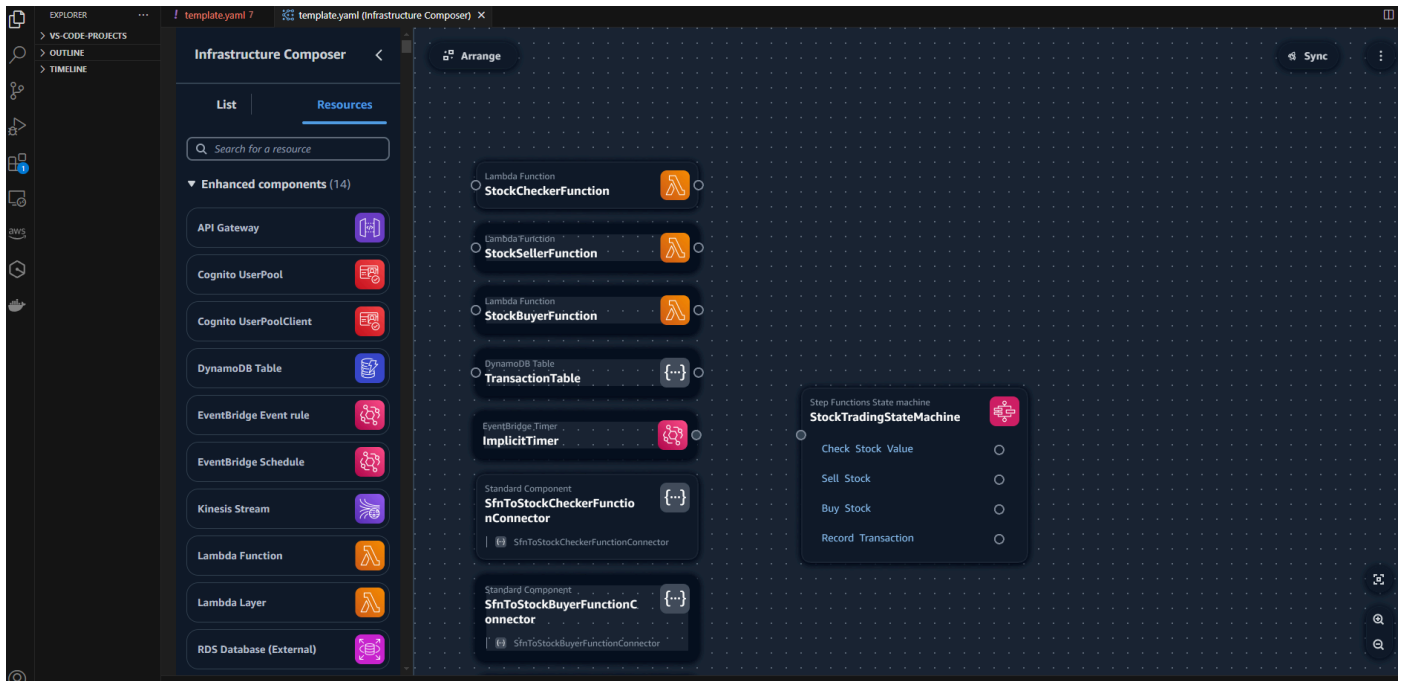 EXPLORER
template.yaml 7
template.yaml (Infrastructure Composer)
VS-CODE-PROJECTS
OUTLINE
TIMELINE
1
aws
Infrastructure Composer
List
Resources
Search for a resource
Enhanced components (14)
API Gateway
Cognito UserPool
Cognito UserPoolClient
DynamoDB Table
EventBridge Event rule
EventBridge Schedule
Kinesis Stream
Lambda Function
Lambda Layer
RDS Database (External)
Arrange
Sync
Lambda Function
StockCheckerFunction
Lambda Function
StockSellerFunction
Lambda Function
StockBuyerFunction
DynamoDB Table
TransactionTable
EventBridge Timer
ImplicitTimer
Standard Component
SfnToStockCheckerFunctio
nConnector
SfnToStockCheckerFunctionConnector
Standard Component
SfnToStockBuyerFunctionC
onnector
SfnToStockBuyerFunctionConnector
Step Functions State machine
StockTradingStateMachine
Check Stock Value
Sell Stock
Buy Stock
Record Transaction